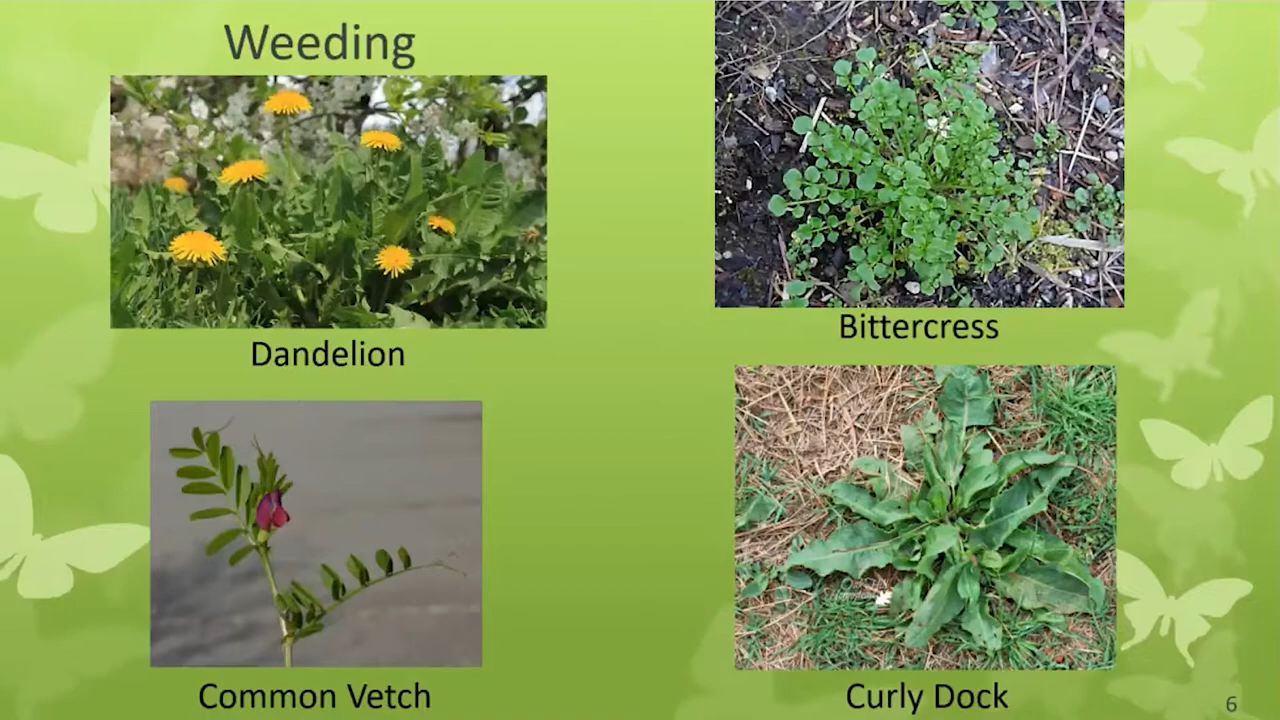 Weeding
Dandelion
Bittercress
Common Vetch
Curly Dock
6